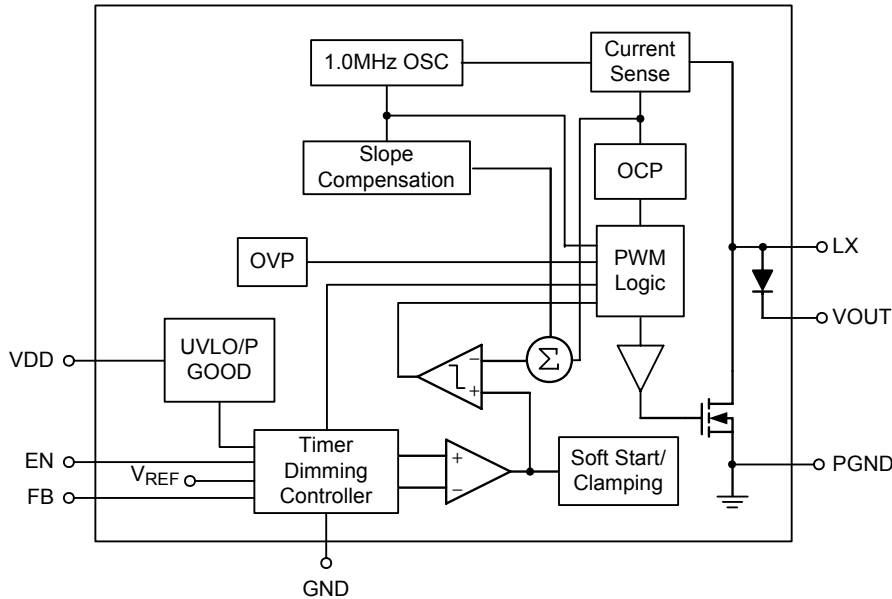 1.0MHz OSC
Current
Sense
Slope
Compensation
OCP
OVP
PWM
Logic
LX
VOUT
VDD
UVLO/P
GOOD
Σ
−
+
EN
VREF
FB
Timer
Dimming
Controller
+
−
Soft Start/
Clamping
PGND
GND